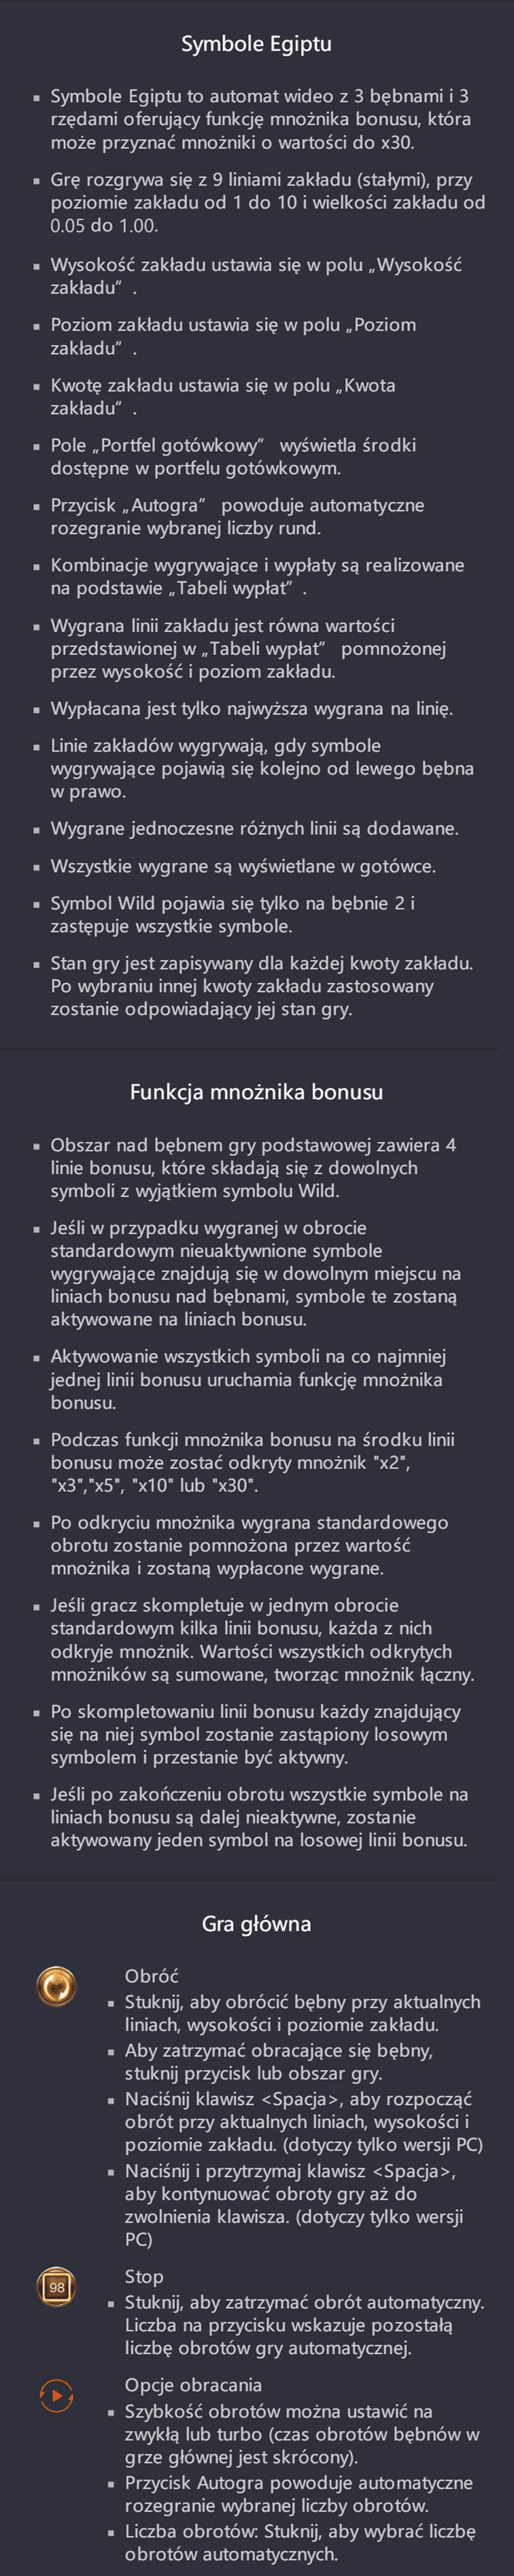 Symbole Egiptu
▪ Symbole Egiptu to automat wideo z 3 bębnami i 3
rzędami oferujący funkcję mnożnika bonusu, która
może przyznać mnożniki o wartości do x30.
▪ Grę rozgrywa się z 9 liniami zakładu (stałymi), przy
poziomie zakładu od 1 do 10 i wielkości zakładu od
0.05 do 1.00.
▪ Wysokość zakładu ustawia się w polu „Wysokość
zakładu” .
▪ Poziom zakładu ustawia się w polu „Poziom
zakładu” .
▪ Kwotę zakładu ustawia się w polu „Kwota
zakładu” .
▪ Pole „Portfel gotówkowy” wyświetla środki
dostępne w portfelu gotówkowym.
▪ Przycisk „Autogra” powoduje automatyczne
rozegranie wybranej liczby rund.
▪ Kombinacje wygrywające i wypłaty są realizowane
na podstawie „Tabeli wypłat” .
▪ Wygrana linii zakładu jest równa wartości
przedstawionej w „Tabeli wypłat” pomnożonej
przez wysokość i poziom zakładu.
▪ Wypłacana jest tylko najwyższa wygrana na linię.
▪ Linie zakładów wygrywają, gdy symbole
wygrywające pojawią się kolejno od lewego bębna
w prawo.
▪ Wygrane jednoczesne różnych linii są dodawane.
▪ Wszystkie wygrane są wyświetlane w gotówce.
▪ Symbol Wild pojawia się tylko na bębnie 2 i
zastępuje wszystkie symbole.
▪ Stan gry jest zapisywany dla każdej kwoty zakładu.
Po wybraniu innej kwoty zakładu zastosowany
zostanie odpowiadający jej stan gry.
Funkcja mnożnika bonusu
▪ Obszar nad bębnem gry podstawowej zawiera 4
linie bonusu, które składają się z dowolnych
symboli z wyjątkiem symbolu Wild.
▪ Jeśli w przypadku wygranej w obrocie
standardowym nieuaktywnione symbole
wygrywające znajdują się w dowolnym miejscu na
liniach bonusu nad bębnami, symbole te zostaną
aktywowane na liniach bonusu.
▪ Aktywowanie wszystkich symboli na co najmniej
jednej linii bonusu uruchamia funkcję mnożnika
bonusu.
▪ Podczas funkcji mnożnika bonusu na środku linii
bonusu może zostać odkryty mnożnik "x2",
"x3","x5", "x10" lub "x30".
▪ Po odkryciu mnożnika wygrana standardowego
obrotu zostanie pomnożona przez wartość
mnożnika i zostaną wypłacone wygrane.
▪ Jeśli gracz skompletuje w jednym obrocie
standardowym kilka linii bonusu, każda z nich
odkryje mnożnik. Wartości wszystkich odkrytych
mnożników są sumowane, tworząc mnożnik łączny.
▪ Po skompletowaniu linii bonusu każdy znajdujący
się na niej symbol zostanie zastąpiony losowym
symbolem i przestanie być aktywny.
▪ Jeśli po zakończeniu obrotu wszystkie symbole na
liniach bonusu są dalej nieaktywne, zostanie
aktywowany jeden symbol na losowej linii bonusu.
Gra główna
Obróć
▪ Stuknij, aby obrócić bębny przy aktualnych
liniach, wysokości i poziomie zakładu.
▪ Aby zatrzymać obracające się bębny,
stuknij przycisk lub obszar gry.
▪ Naciśnij klawisz <Spacja>, aby rozpocząć
obrót przy aktualnych liniach, wysokości i
poziomie zakładu. (dotyczy tylko wersji PC)
▪ Naciśnij i przytrzymaj klawisz <Spacja>,
aby kontynuować obroty gry aż do
zwolnienia klawisza. (dotyczy tylko wersji
PC)
98
Stop
▪ Stuknij, aby zatrzymać obrót automatyczny.
Liczba na przycisku wskazuje pozostałą
liczbę obrotów gry automatycznej.
Opcje obracania
▪ Szybkość obrotów można ustawić na
zwykłą lub turbo (czas obrotów bębnów w
grze głównej jest skrócony).
▪ Przycisk Autogra powoduje automatyczne
rozegranie wybranej liczby obrotów.
▪ Liczba obrotów: Stuknij, aby wybrać liczbę
obrotów automatycznych.